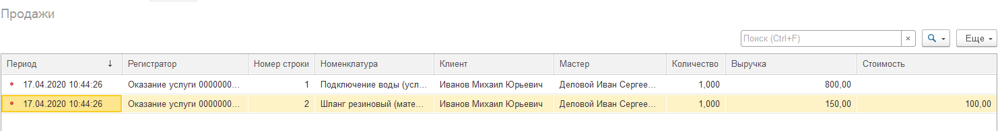 Продажи
Поиск (Ctrl+F) × Еще
Период ↓ Регистратор Номер строки Номенклатура Клиент Мастер Количество Выручка Стоимость
17.04.2020 10:44:26 Оказание услуги 0000000... 1 Подключение воды (усл... Иванов Михаил Юрьевич Деловой Иван Сергее... 1,000 800,00
17.04.2020 10:44:26 Оказание услуги 0000000... 2 Шланг резиновый (мате... Иванов Михаил Юрьевич Деловой Иван Сергее... 1,000 150,00 100,00